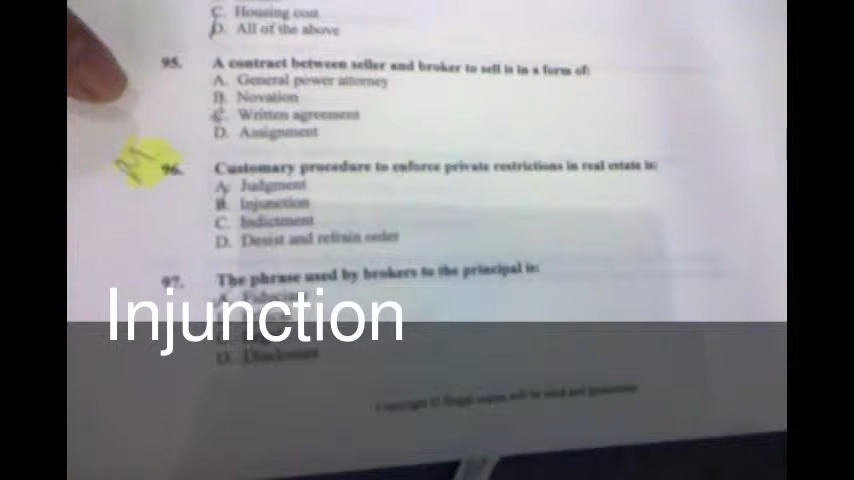 C. Housing cost
D. All of the above
95. A contract between seller and broker to sell is in a form of:
A. General power attorney
B. Novation
C. Written agreement
D. Assignment
96. Customary procedure to enforce private restrictions in real estate is:
A. Judgment
B. Injunction
C. Indictment
D. Desist and refrain order
97. The phrase used by brokers to the principal is:
Injunction
D. Disclosure